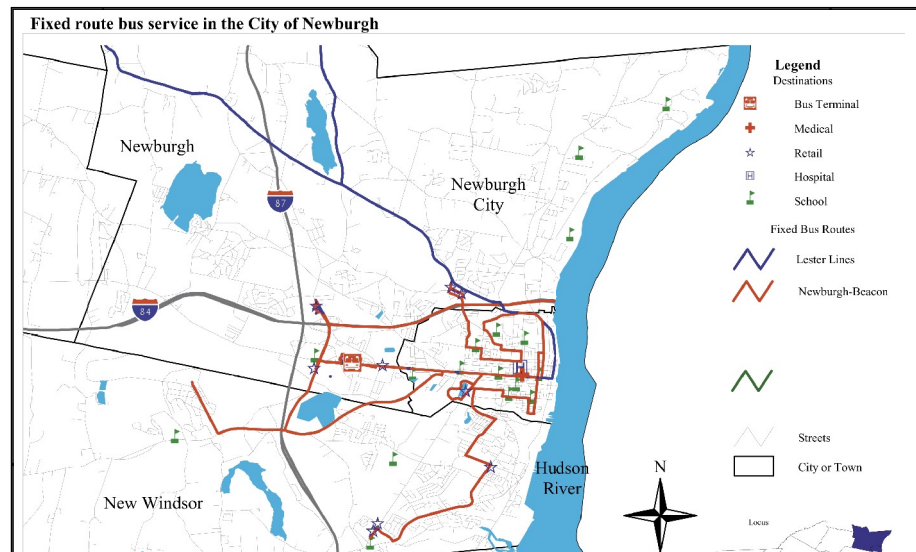 Fixed route bus service in the City of Newburgh
Legend
Destinations
Bus Terminal
Medical
Retail
H
Hospital
School
Fixed Bus Routes
Lester Lines
Newburgh-Beacon
Streets
City or Town
Newburgh
Newburgh
City
87
84
H
New Windsor
Hudson
River
N
Locus